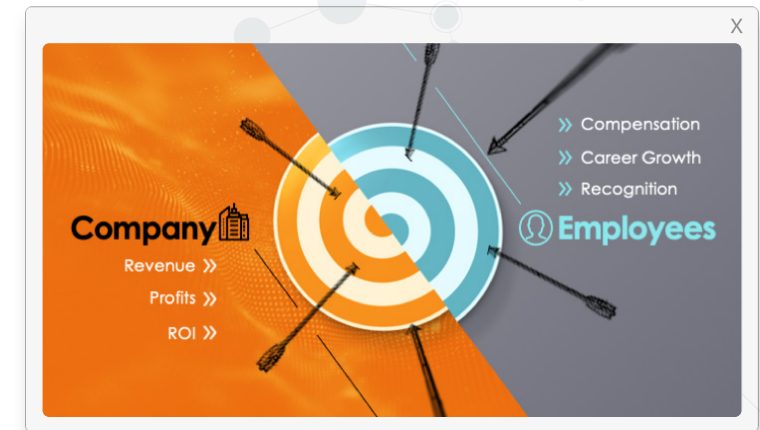 X
Company
Revenue »
Profits »
ROI »
» Compensation
» Career Growth
» Recognition
Employees